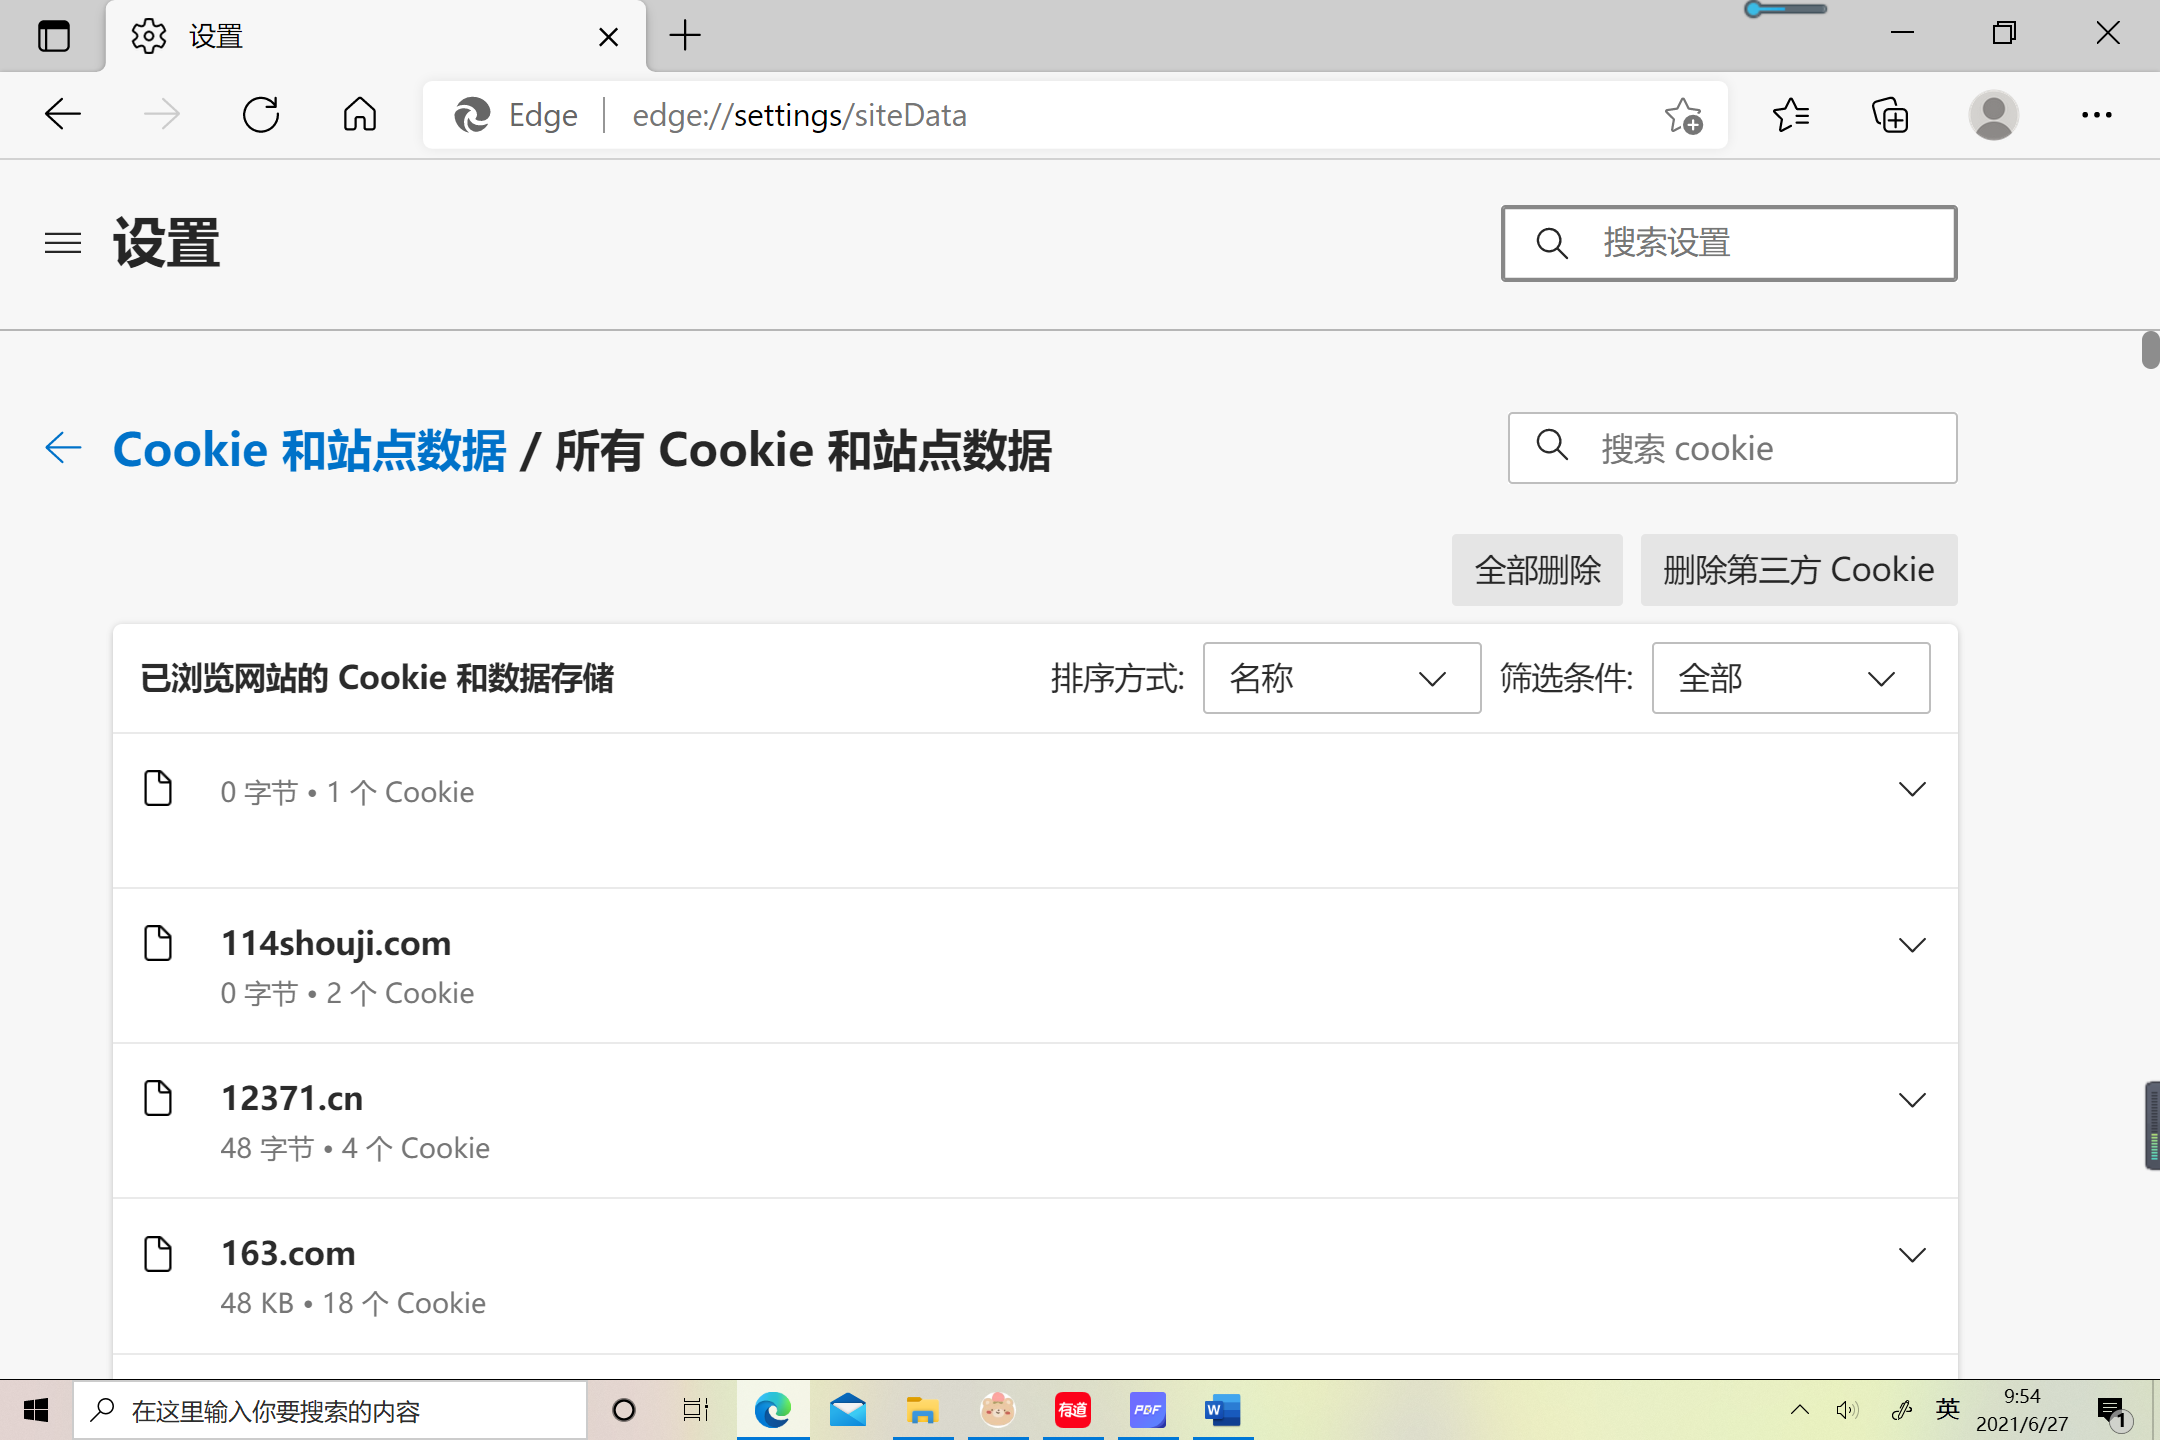 设置
Edge
edge://settings/siteData
设置
搜索设置
Cookie 和站点数据 / 所有 Cookie 和站点数据
搜索 cookie
全部删除
删除第三方 Cookie
已浏览网站的 Cookie 和数据存储
排序方式:
名称
筛选条件:
全部
0 字节 • 1 个 Cookie
114shouji.com
0 字节 • 2 个 Cookie
12371.cn
48 字节 • 4 个 Cookie
163.com
48 KB • 18 个 Cookie
在这里输入你要搜索的内容
有道
PDF
W
英
9:54
2021/6/27
1